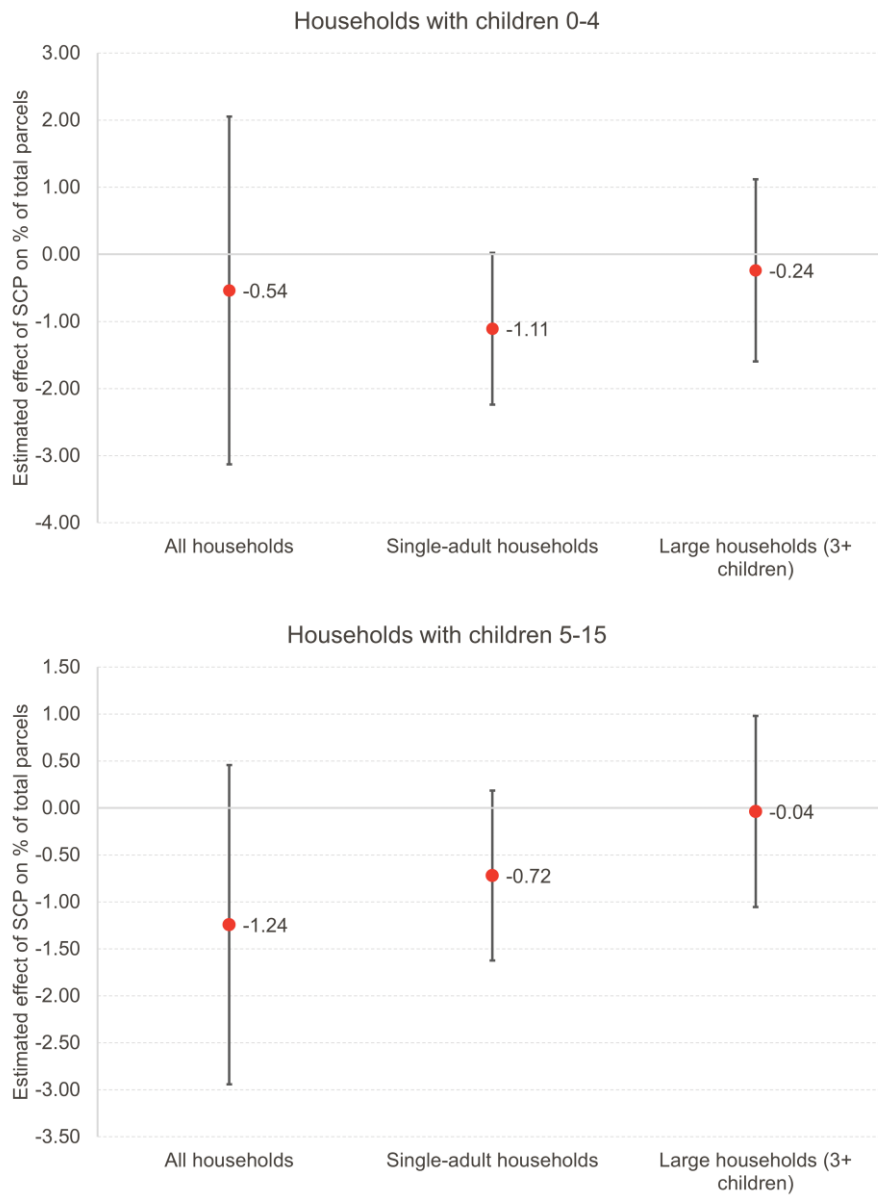 Households with children 0-4
Estimated effect of SCP on % of total parcels
3.00
2.00
1.00
0.00
-1.00
-2.00
-3.00
-4.00
-0.54
-1.11
-0.24
All households
Single-adult households
Large households (3+
children)
Households with children 5-15
Estimated effect of SCP on % of total parcels
1.50
1.00
0.50
0.00
-0.50
-1.00
-1.50
-2.00
-2.50
-3.00
-3.50
-1.24
-0.72
-0.04
All households
Single-adult households
Large households (3+
children)